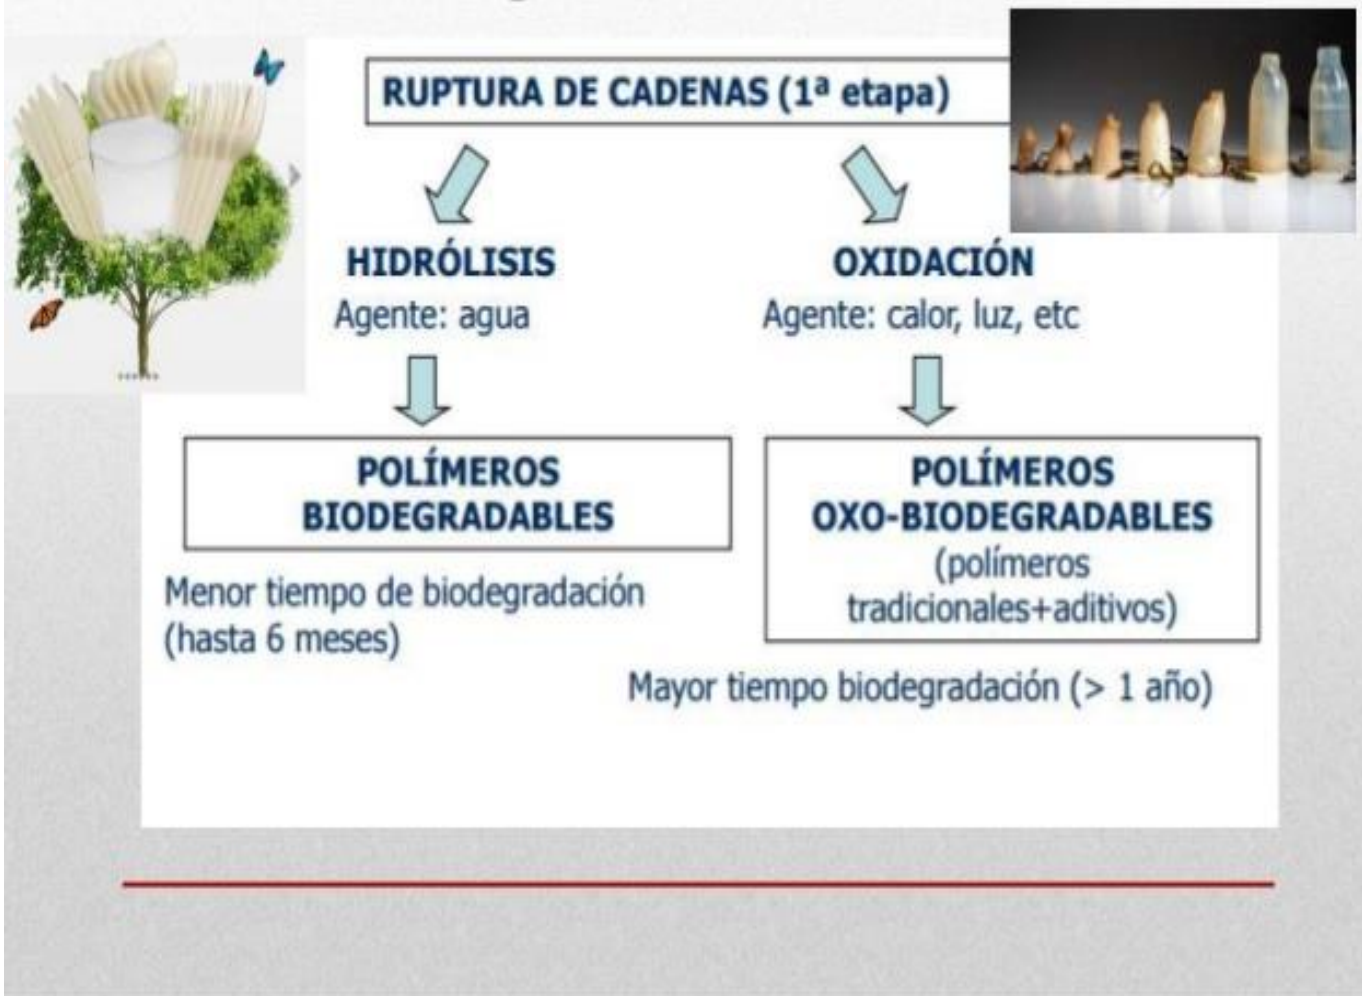 RUPTURA DE CADENAS (1ª etapa)
HIDRÓLISIS
Agente: agua
OXIDACIÓN
Agente: calor, luz, etc
POLÍMEROS
BIODEGRADABLES
Menor tiempo de biodegradación
(hasta 6 meses)
POLÍMEROS
OXO-BIODEGRADABLES
(polímeros
tradicionales+aditivos)
Mayor tiempo biodegradación (> 1 año)